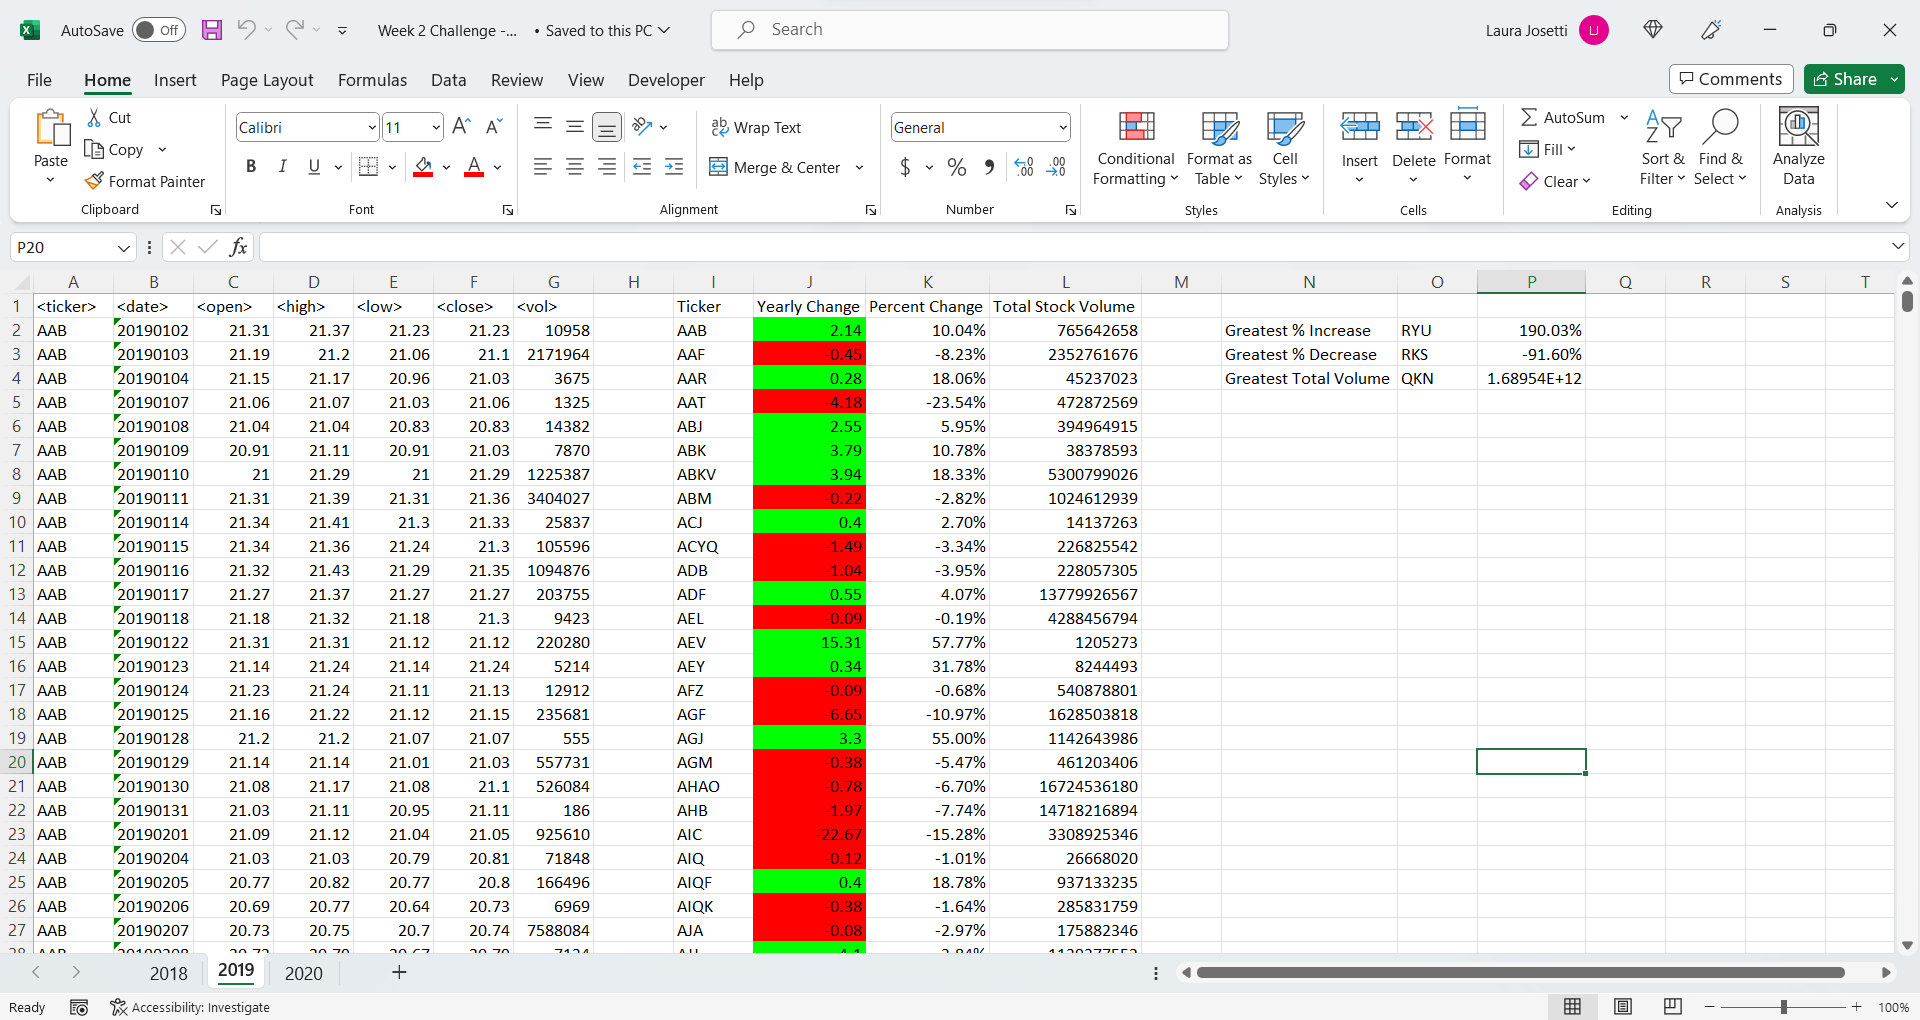 AutoSave Off Week 2 Challenge -... • Saved to this PC Search Laura Josetti LJ
File Home Insert Page Layout Formulas Data Review View Developer Help Comments Share
Paste Cut Copy Format Painter Clipboard
Calibri 11 B I U A Font
Wrap Text Merge & Center Alignment
General $ % Number
Conditional Formatting Format as Table Cell Styles Styles
Insert Delete Format Cells
AutoSum Fill Clear Sort & Filter Find & Select Editing
Analyze Data Analysis
P20 fx
A B C D E F G H I J K L M N O P Q R S T
1 <ticker> <date> <open> <high> <low> <close> <vol> Ticker Yearly Change Percent Change Total Stock Volume
2 AAB 20190102 21.31 21.37 21.23 21.23 10958 AAB 2.14 10.04% 765642658 Greatest % Increase RYU 190.03%
3 AAB 20190103 21.19 21.2 21.06 21.1 2171964 AAF -0.45 -8.23% 2352761676 Greatest % Decrease RKS -91.60%
4 AAB 20190104 21.15 21.17 20.96 21.03 3675 AAR 0.28 18.06% 45237023 Greatest Total Volume QKN 1.68954E+12
5 AAB 20190107 21.06 21.07 21.03 21.06 1325 AAT -4.18 -23.54% 472872569
6 AAB 20190108 21.04 21.04 20.83 20.83 14382 ABJ 2.55 5.95% 394964915
7 AAB 20190109 20.91 21.11 20.91 21.03 7870 ABK 3.79 10.78% 38378593
8 AAB 20190110 21 21.29 21 21.29 1225387 ABKV 3.94 18.33% 5300799026
9 AAB 20190111 21.31 21.39 21.31 21.36 3404027 ABM -0.22 -2.82% 1024612939
10 AAB 20190114 21.34 21.41 21.3 21.33 25837 ACJ 0.4 2.70% 14137263
11 AAB 20190115 21.34 21.36 21.24 21.3 105596 ACYQ -1.49 -3.34% 226825542
12 AAB 20190116 21.32 21.43 21.29 21.35 1094876 ADB -1.04 -3.95% 228057305
13 AAB 20190117 21.27 21.37 21.27 21.27 203755 ADF 0.55 4.07% 13779926567
14 AAB 20190118 21.18 21.32 21.18 21.3 9423 AEL -0.09 -0.19% 4288456794
15 AAB 20190122 21.31 21.31 21.12 21.12 220280 AEV 15.31 57.77% 1205273
16 AAB 20190123 21.14 21.24 21.14 21.24 5214 AEY 0.34 31.78% 8244493
17 AAB 20190124 21.23 21.24 21.11 21.13 12912 AFZ -0.09 -0.68% 540878801
18 AAB 20190125 21.16 21.22 21.12 21.15 235681 AGF -6.65 -10.97% 1628503818
19 AAB 20190128 21.2 21.2 21.07 21.07 555 AGJ 3.3 55.00% 1142643986
20 AAB 20190129 21.14 21.14 21.01 21.03 557731 AGM -0.38 -5.47% 461203406
21 AAB 20190130 21.08 21.17 21.08 21.1 526084 AHAO -0.78 -6.70% 16724536180
22 AAB 20190131 21.03 21.11 20.95 21.11 186 AHB -1.97 -7.74% 14718216894
23 AAB 20190201 21.09 21.12 21.04 21.05 925610 AIC -22.67 -15.28% 3308925346
24 AAB 20190204 21.03 21.03 20.79 20.81 71848 AIQ -0.12 -1.01% 26668020
25 AAB 20190205 20.77 20.82 20.77 20.8 166496 AIQF 0.4 18.78% 937133235
26 AAB 20190206 20.69 20.77 20.64 20.73 6969 AIQK -0.38 -1.64% 285831759
27 AAB 20190207 20.73 20.75 20.7 20.74 7588084 AJA -0.08 -2.97% 175882346
2018 2019 2020
Ready Accessibility: Investigate 100%